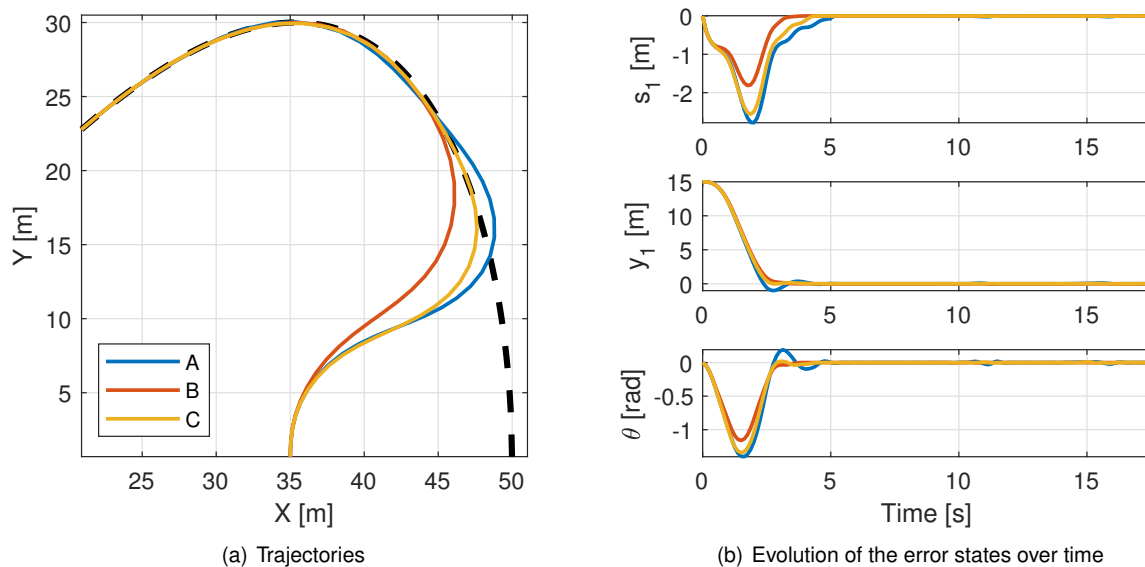 30
25
20
15
10
5
Y [m]
A
B
C
25 30 35 40 45 50
X [m]
(a) Trajectories
0
-1
-2
s1 [m]
0 5 10 15
15
10
5
0
y1 [m]
0 5 10 15
0
-0.5
-1
θ [rad]
0 5 10 15
Time [s]
(b) Evolution of the error states over time